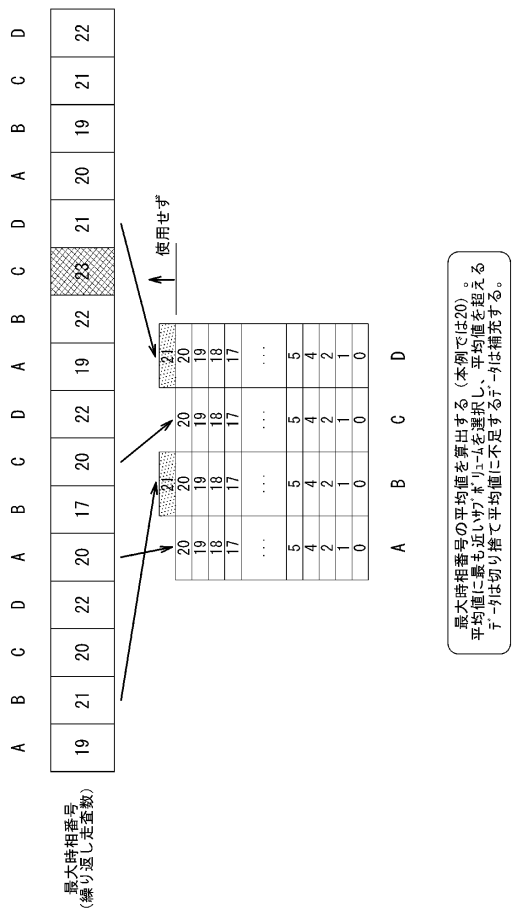 A B C D A B C D A B C D A B C D
最大時相番号
（繰り返し走査数）
19 21 20 22 20 17 20 22 19 22 23 21 20 19 21 22
使用せず
21 21
20 20 20 20
19 19 19 19
18 18 18 18
17 17 17 17
... ... ... ...
5 5 5 5
4 4 4 4
2 2 2 2
1 1 1 1
0 0 0 0
A B C D
最大時相番号の平均値を算出する（本例では20）。
平均値に最も近いｻﾌﾞﾎﾞﾘｭｰﾑを選択し、平均値を超える
ﾃﾞｰﾀは切り捨て平均値に不足するﾃﾞｰﾀは補充する。